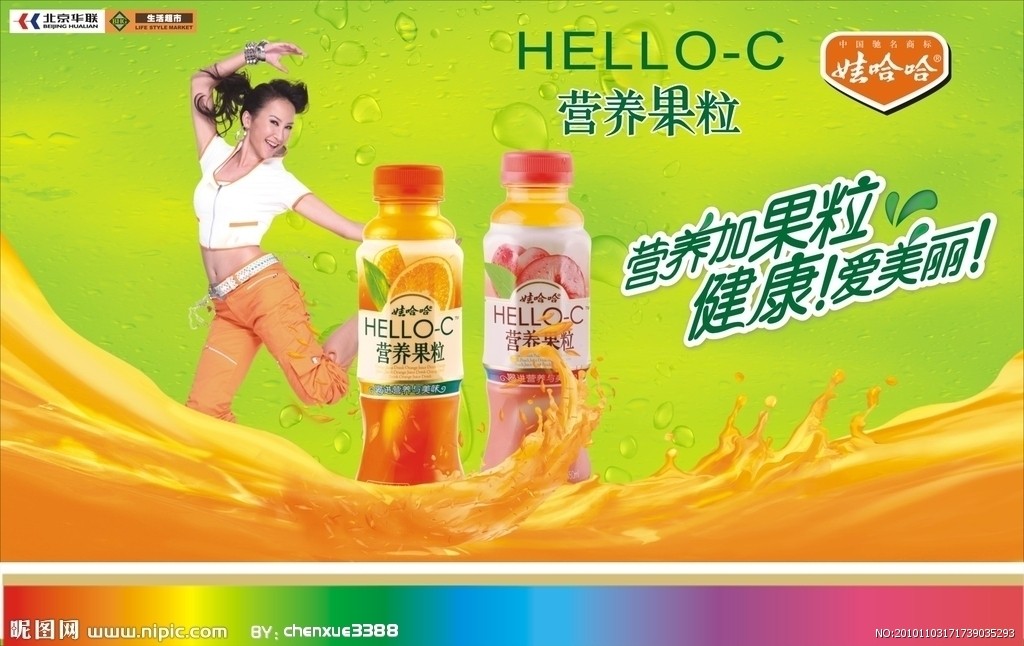 北京华联
BEIJING HUALIAN
生活超市
LIFE STYLE MARKET
HELLO-C
营养果粒
中国驰名商标
娃哈哈®
营养加果粒
健康!爱美丽!
娃哈哈
HELLO-C
营养果粒
娃哈哈
HELLO-C
营养果粒
昵图网 www.nipic.com BY: chenxue3388
NO:20101103171739035293